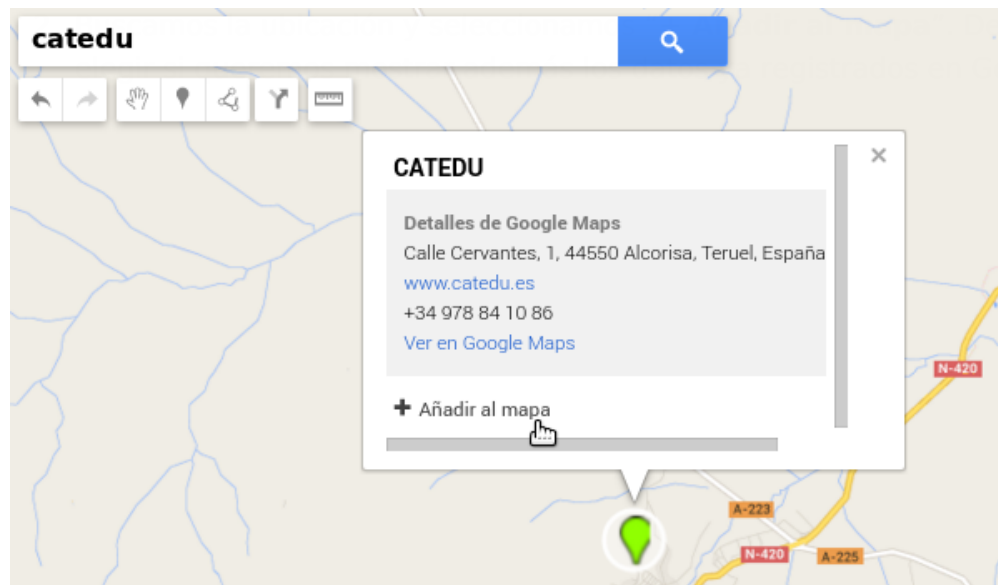 catedu
CATEDU
Detalles de Google Maps
Calle Cervantes, 1, 44550 Alcorisa, Teruel, España
www.catedu.es
+34 978 84 10 86
Ver en Google Maps
+ Añadir al mapa
N-420
A-223
N-420
A-225